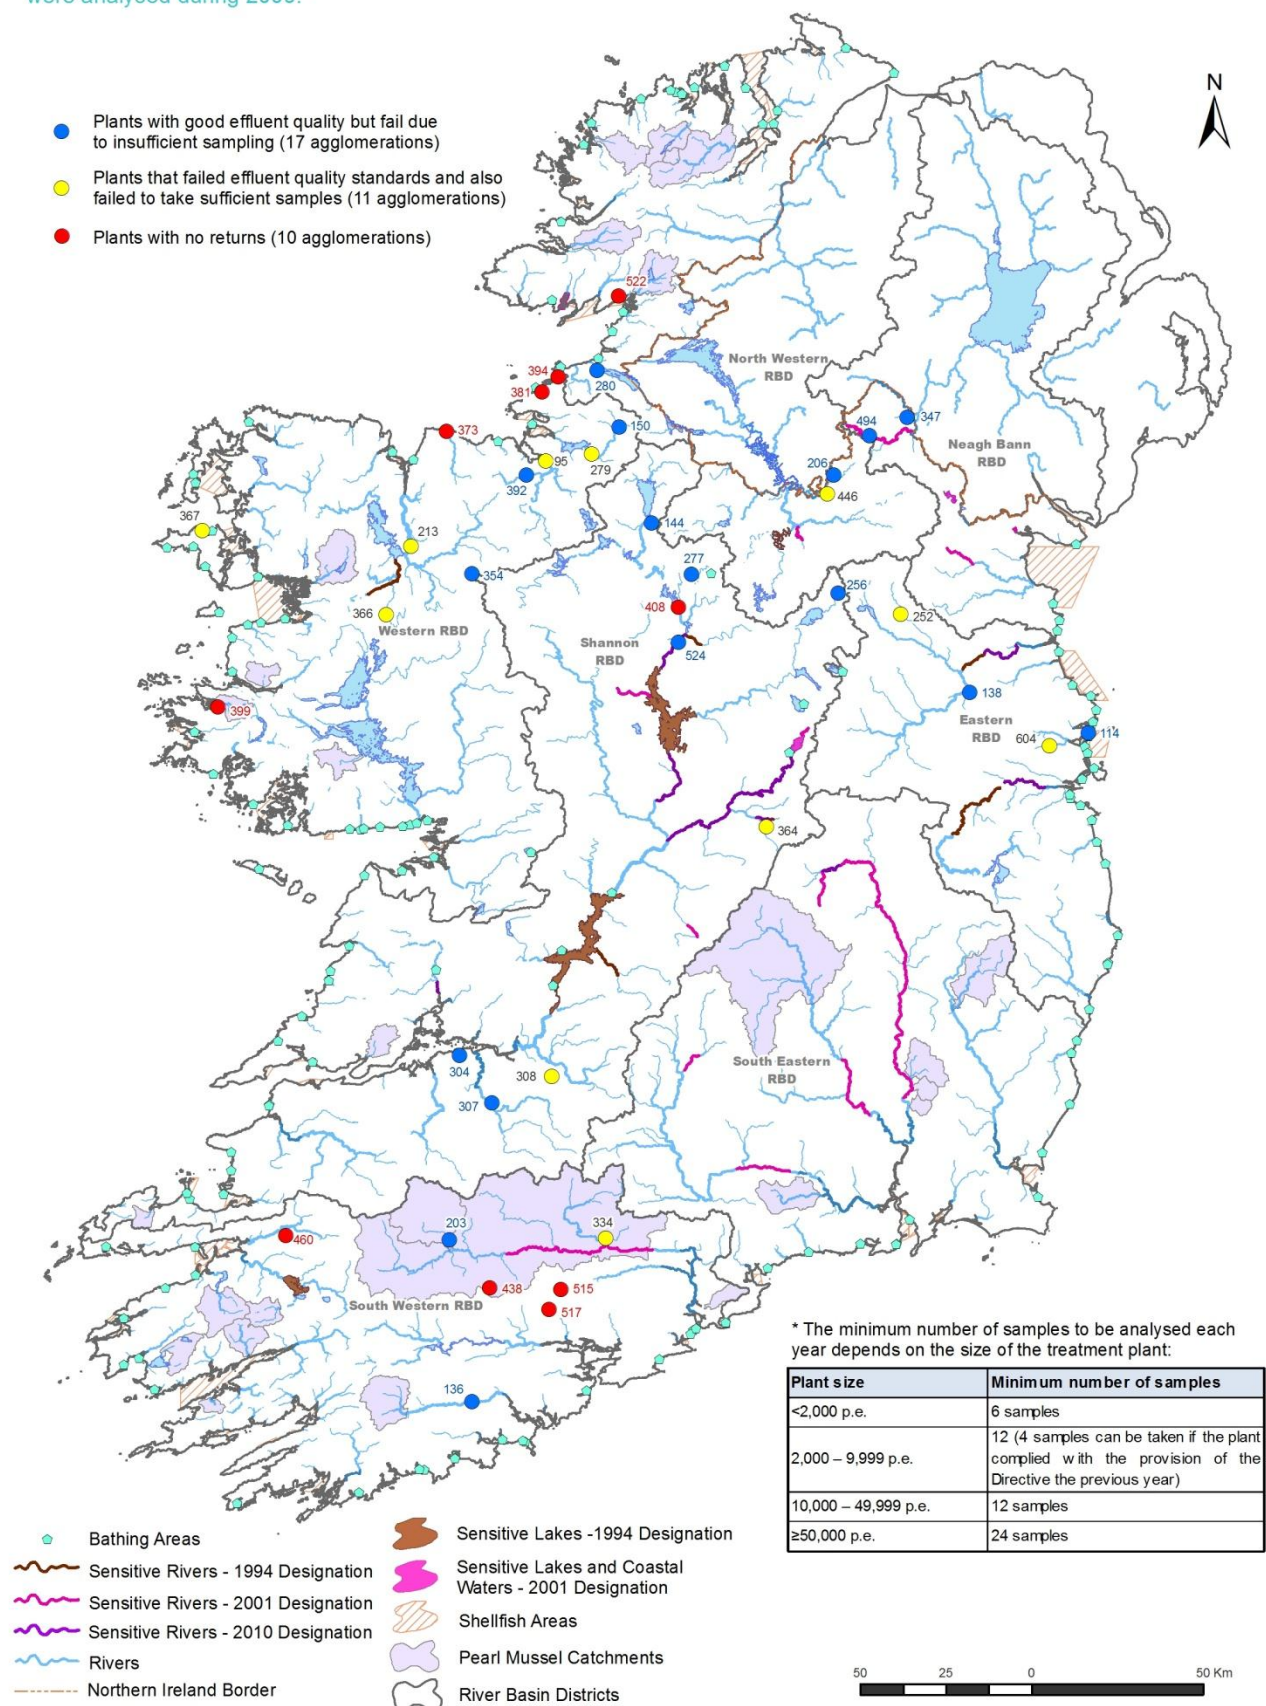 were analysed during 2009.
N
Plants with good effluent quality but fail due
to insufficient sampling (17 agglomerations)
Plants that failed effluent quality standards and also
failed to take sufficient samples (11 agglomerations)
Plants with no returns (10 agglomerations)
522
North Western
RBD
394
280
381
347
494
150
373
Neagh Bann
RBD
95
279
206
392
446
367
144
213
277
354
256
408
252
366
Western RBD
Shannon
RBD
524
138
399
Eastern
RBD
604
114
364
South Eastern
RBD
304
308
307
203
334
460
438
515
South Western RBD
517
136
* The minimum number of samples to be analysed each
year depends on the size of the treatment plant:
Plant size Minimum number of samples
<2,000 p.e. 6 samples
2,000 – 9,999 p.e. 12 (4 samples can be taken if the plant
complied with the provision of the
Directive the previous year)
10,000 – 49,999 p.e. 12 samples
≥50,000 p.e. 24 samples
Bathing Areas
Sensitive Rivers - 1994 Designation
Sensitive Rivers - 2001 Designation
Sensitive Rivers - 2010 Designation
Rivers
Northern Ireland Border
Sensitive Lakes -1994 Designation
Sensitive Lakes and Coastal
Waters - 2001 Designation
Shellfish Areas
Pearl Mussel Catchments
River Basin Districts
50 25 0 50 Km